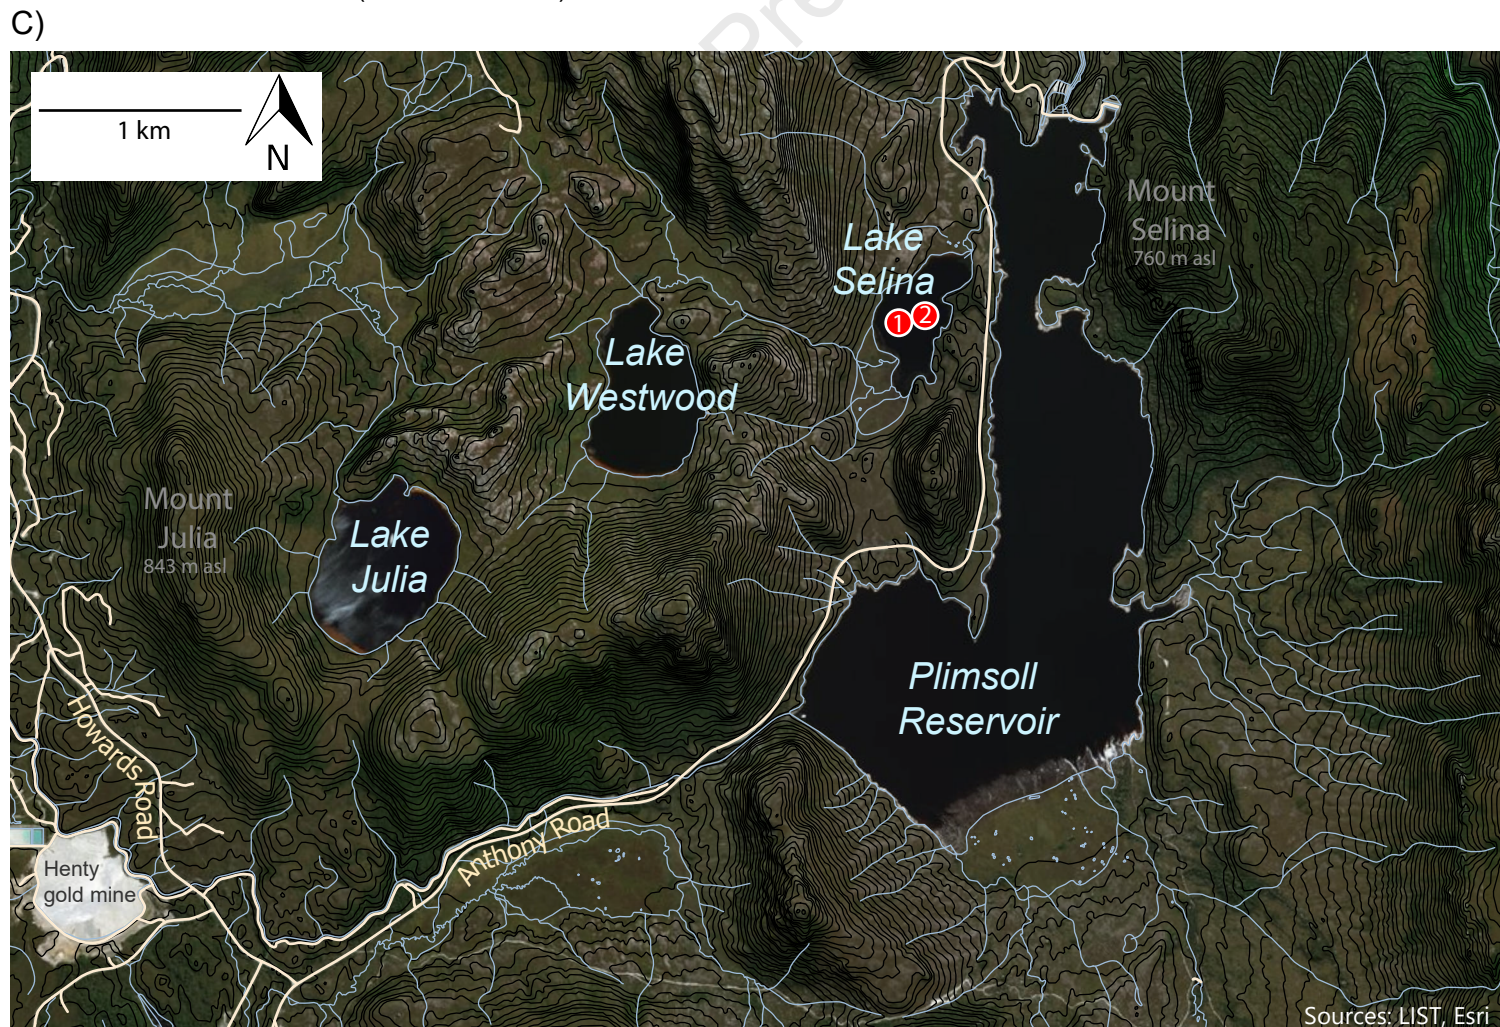 C)
1 km
N
Mount
Selina
760 m asl
Lake
Selina
1
2
Lake
Westwood
Mount
Julia
843 m asl
Lake
Julia
Plimsoll
Reservoir
Howards Road
Anthony Road
Henty
gold mine
Sources: LIST, Esri